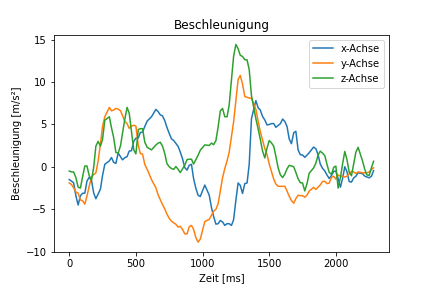 Beschleunigung
15
10
5
0
−5
−10
Beschleunigung [m/s²]
x-Achse
y-Achse
z-Achse
0
500
1000
1500
2000
Zeit [ms]